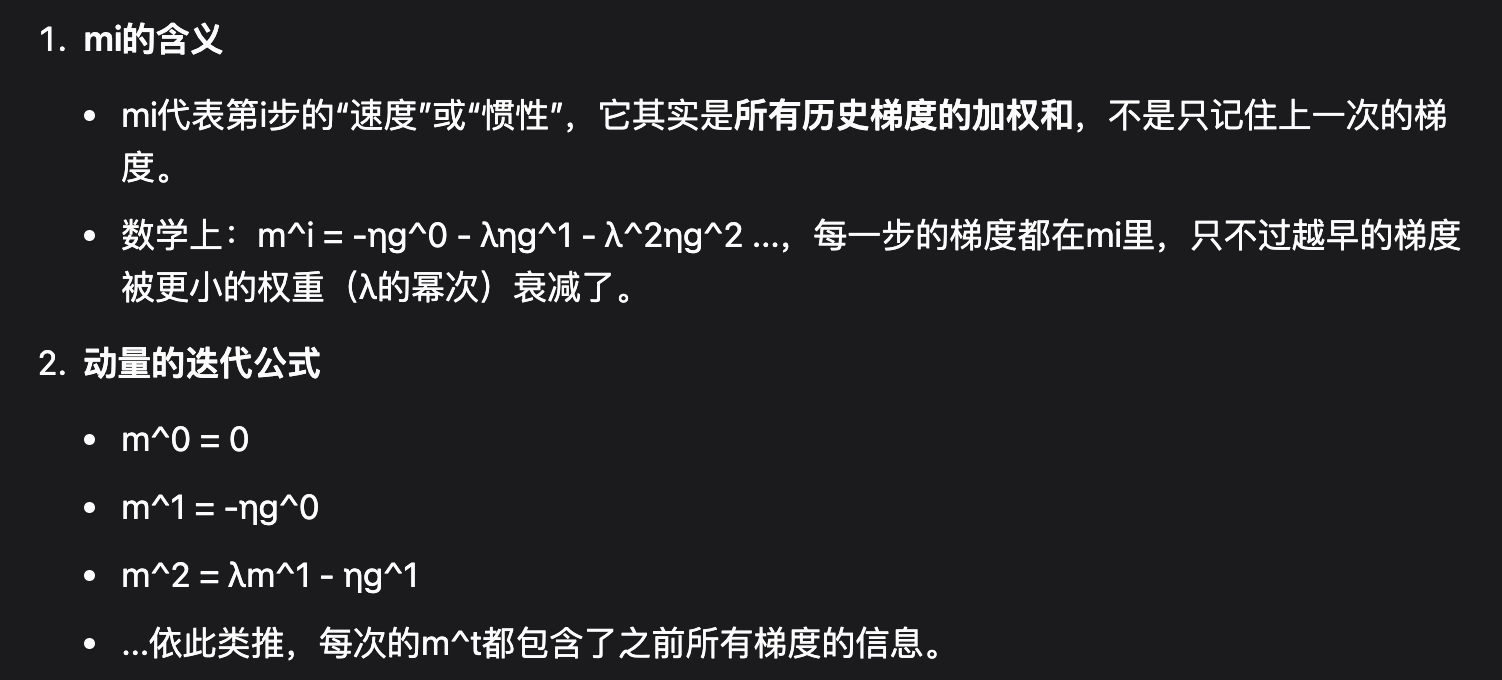 1. mi的含义
• mi代表第i步的“速度”或“惯性”，它其实是所有历史梯度的加权和，不是只记住上一次的梯
度。
• 数学上：m^i = -ηg^0 - λng^1 - λ^2ηg^2 ...，每一步的梯度都在mi里，只不过越早的梯度
被更小的权重（λ的幂次）衰减了。
2. 动量的迭代公式
• m^0 = 0
• m^1 = -ηg^0
• m^2 = λm^1 - ηg^1
• ...依此类推，每次的m^t都包含了之前所有梯度的信息。